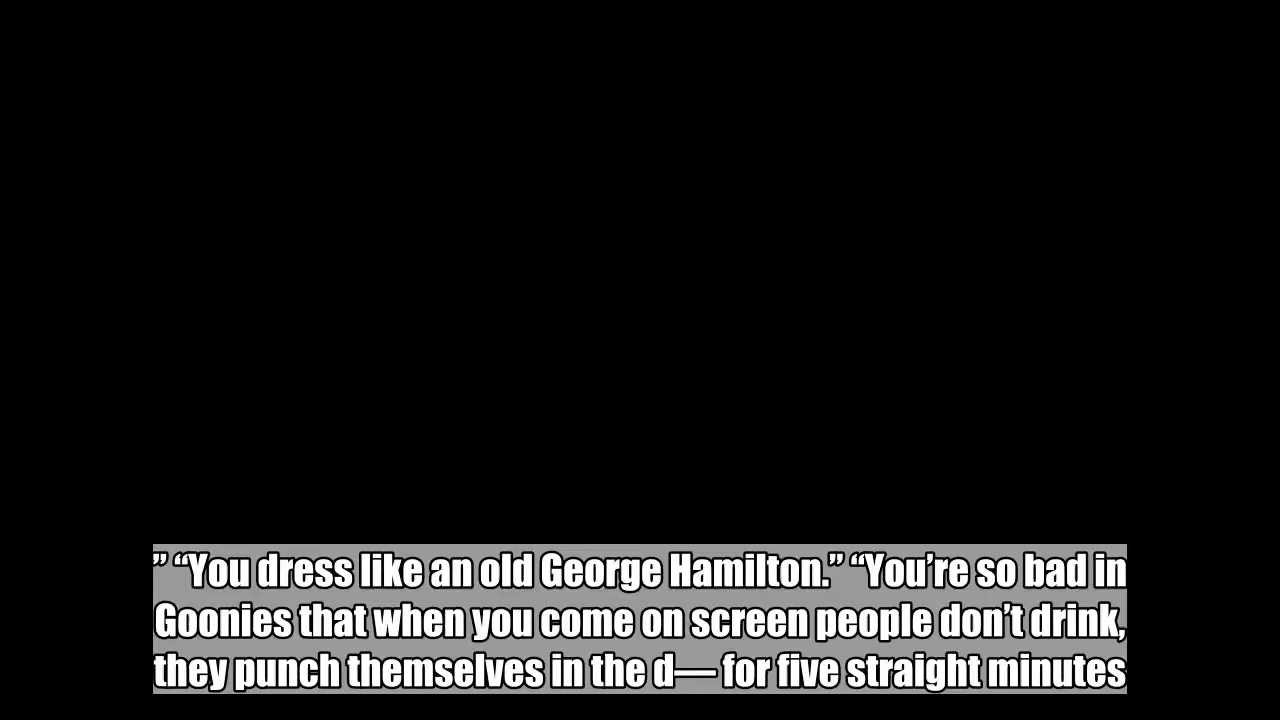 ” “You dress like an old George Hamilton.” “You’re so bad in
Goonies that when you come on screen people don’t drink,
they punch themselves in the d— for five straight minutes